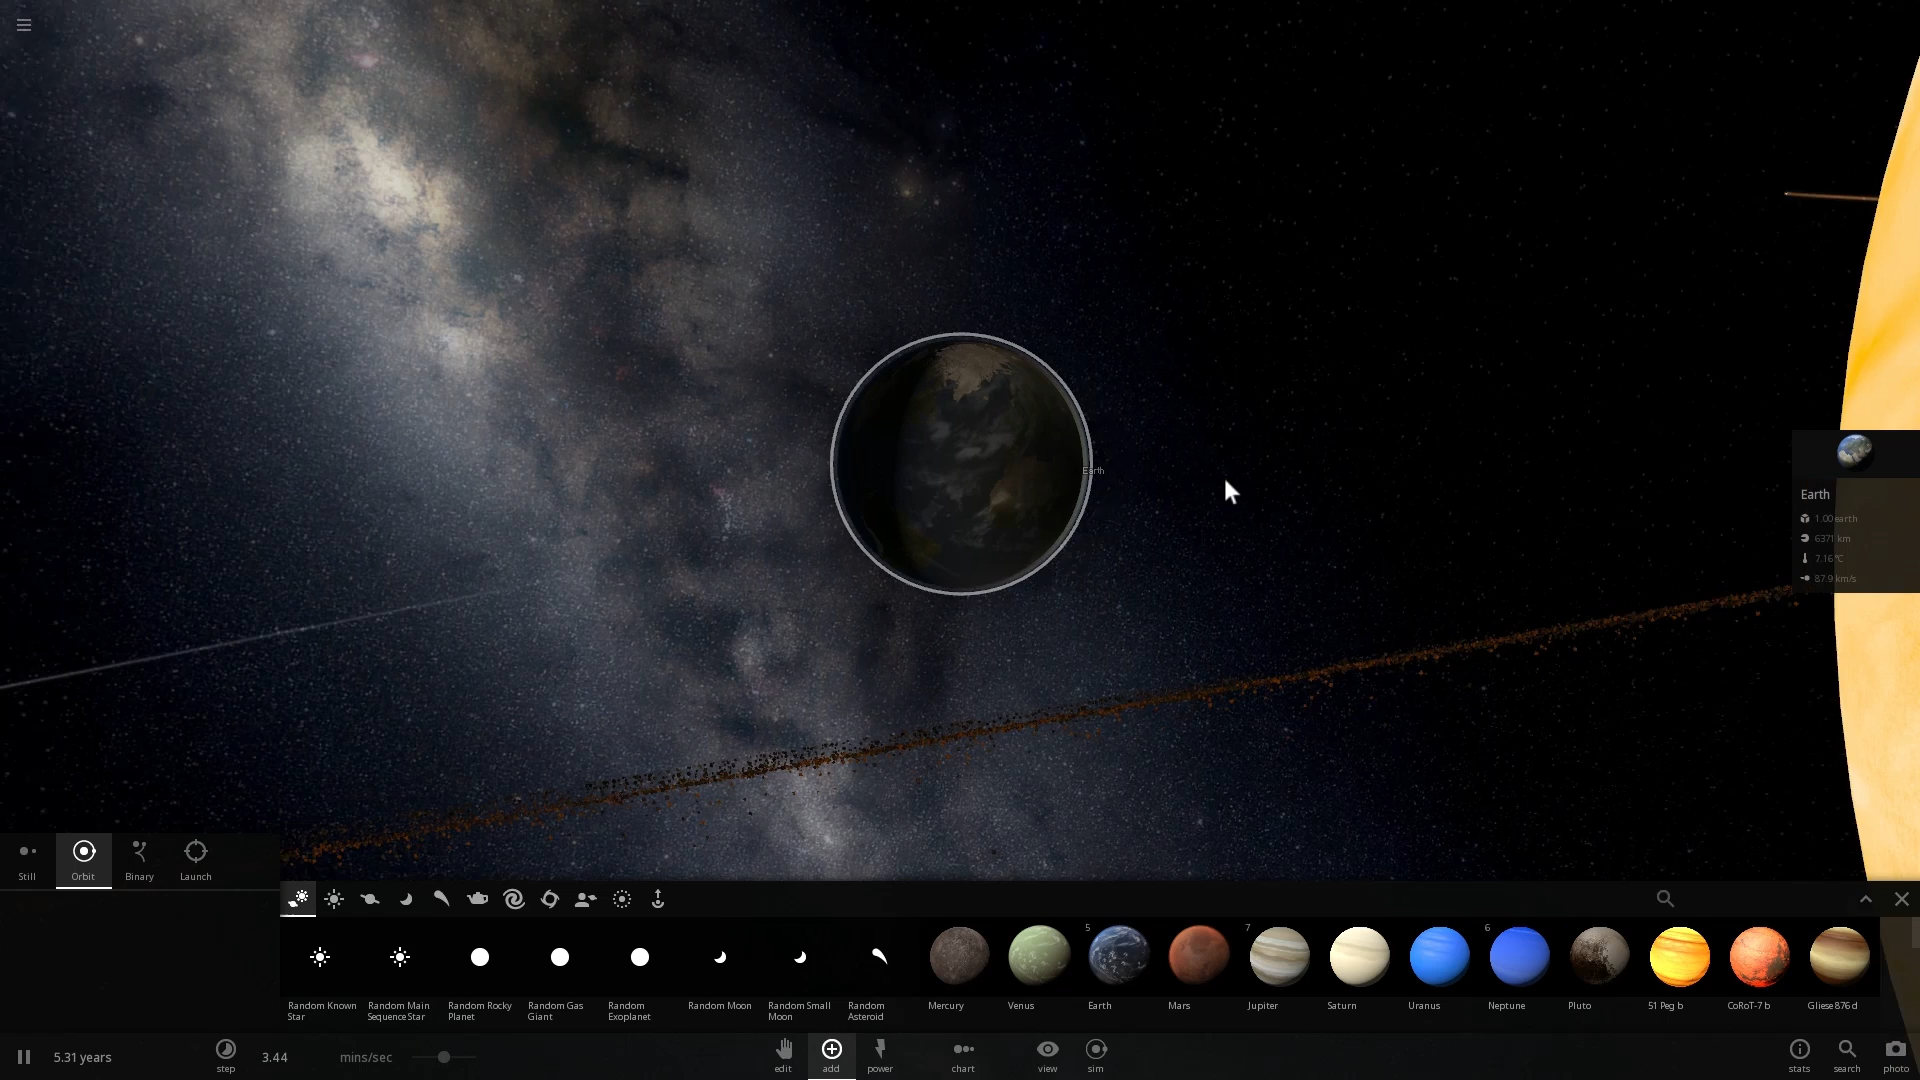 Earth
Earth
1.00 earth
6371 km
7.16 °C
87.9 km/s
Still
Orbit
Binary
Launch
5
7
6
Random Known Star
Random Main Sequence Star
Random Rocky Planet
Random Gas Giant
Random Exoplanet
Random Moon
Random Small Moon
Random Asteroid
Mercury
Venus
Earth
Mars
Jupiter
Saturn
Uranus
Neptune
Pluto
51 Peg b
CoRoT-7 b
Gliese 876 d
5.31 years
step
3.44
mins/sec
edit
add
power
chart
view
sim
stats
search
photo